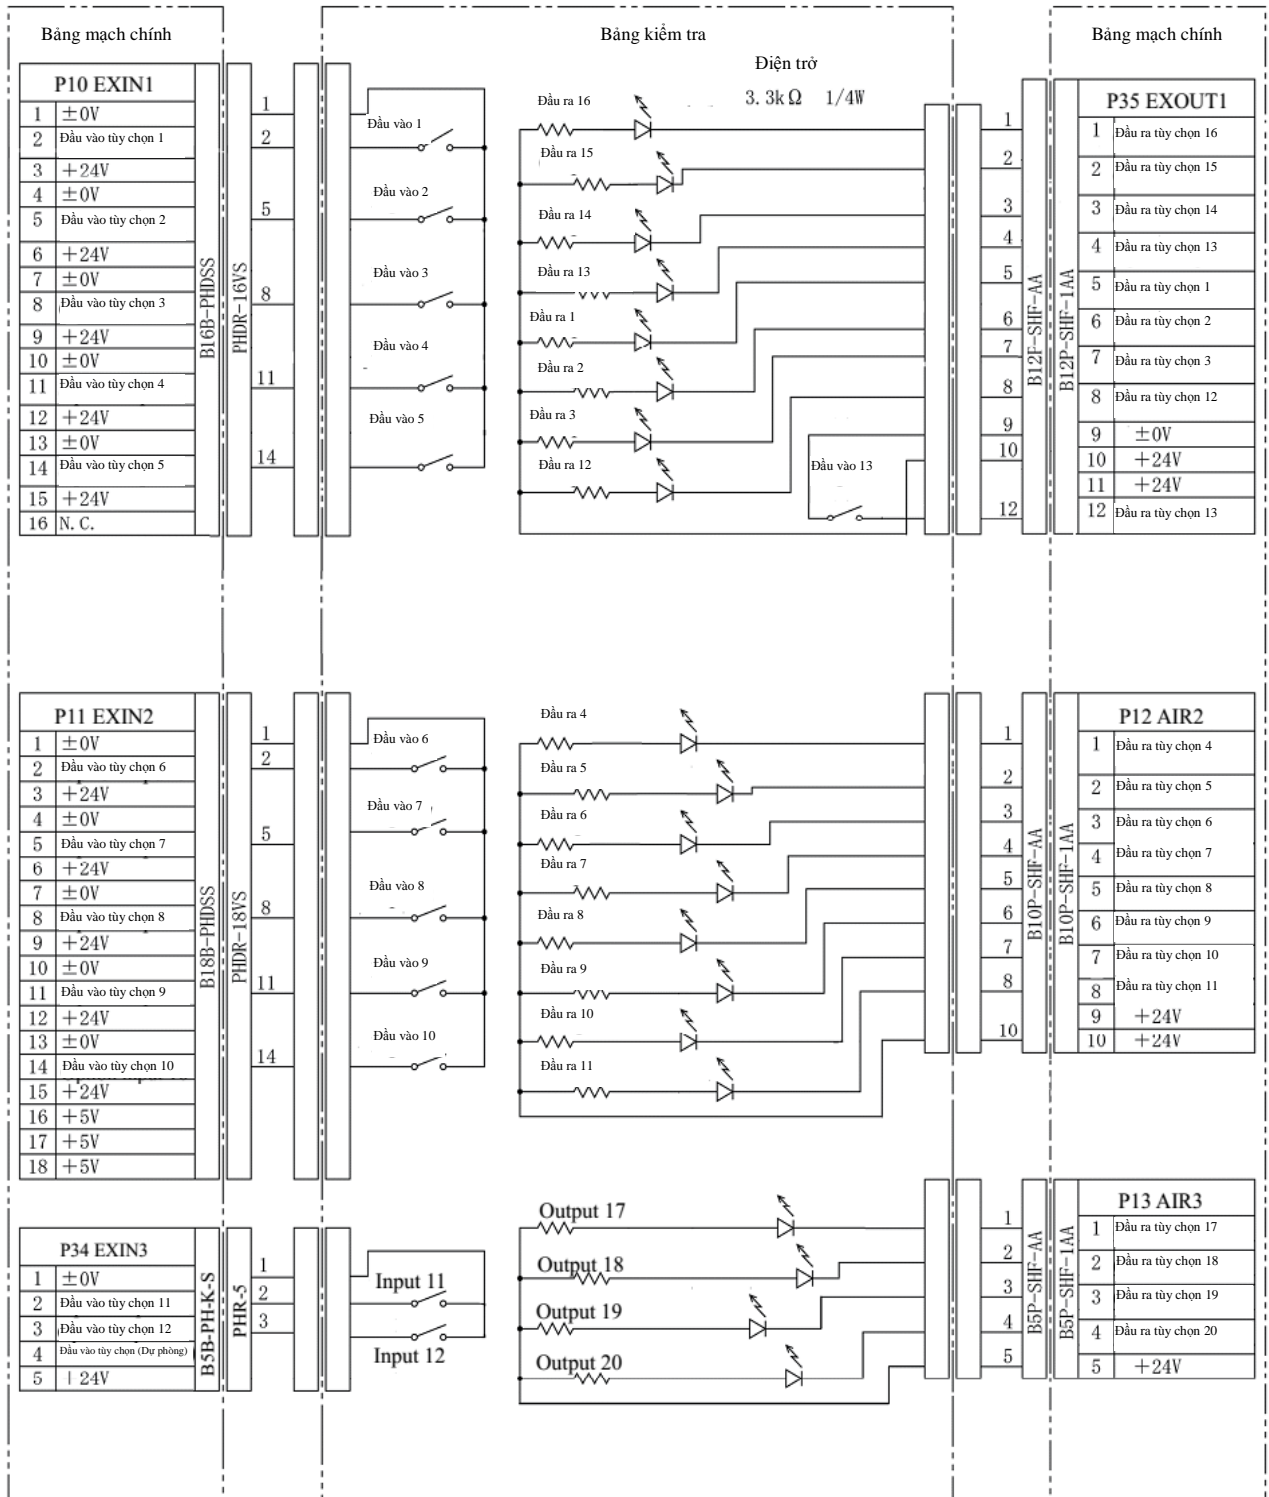 Bảng mạch chính
Bảng kiểm tra
Bảng mạch chính
Điện trở
3.3kΩ 1/4W
P10 EXIN1
1 ±0V
2 Đầu vào tùy chọn 1
3 +24V
4 ±0V
5 Đầu vào tùy chọn 2
6 +24V
7 ±0V
8 Đầu vào tùy chọn 3
9 +24V
10 ±0V
11 Đầu vào tùy chọn 4
12 +24V
13 ±0V
14 Đầu vào tùy chọn 5
15 +24V
16 N.C.
B16B-PHDSS
PHDR-16VS
1
2
5
8
11
14
Đầu vào 1
Đầu vào 2
Đầu vào 3
Đầu vào 4
Đầu vào 5
Đầu ra 16
Đầu ra 15
Đầu ra 14
Đầu ra 13
Đầu ra 1
Đầu ra 2
Đầu ra 3
Đầu ra 12
Đầu vào 13
1
2
3
4
5
6
7
8
9
10
12
B12F-SHF-AA
B12P-SHF-1AA
P35 EXOUT1
1 Đầu ra tùy chọn 16
2 Đầu ra tùy chọn 15
3 Đầu ra tùy chọn 14
4 Đầu ra tùy chọn 13
5 Đầu ra tùy chọn 1
6 Đầu ra tùy chọn 2
7 Đầu ra tùy chọn 3
8 Đầu ra tùy chọn 12
9 ±0V
10 +24V
11 +24V
12 Đầu ra tùy chọn 13
P11 EXIN2
1 ±0V
2 Đầu vào tùy chọn 6
3 +24V
4 ±0V
5 Đầu vào tùy chọn 7
6 +24V
7 ±0V
8 Đầu vào tùy chọn 8
9 +24V
10 ±0V
11 Đầu vào tùy chọn 9
12 +24V
13 ±0V
14 Đầu vào tùy chọn 10
15 +24V
16 +5V
17 +5V
18 +5V
B18B-PHDSS
PHDR-18VS
1
2
5
8
11
14
Đầu vào 6
Đầu vào 7
Đầu vào 8
Đầu vào 9
Đầu vào 10
Đầu ra 4
Đầu ra 5
Đầu ra 6
Đầu ra 7
Đầu ra 8
Đầu ra 9
Đầu ra 10
Đầu ra 11
1
2
3
4
5
6
7
8
10
B10P-SHF-AA
B10P-SHF-1AA
P12 AIR2
1 Đầu ra tùy chọn 4
2 Đầu ra tùy chọn 5
3 Đầu ra tùy chọn 6
4 Đầu ra tùy chọn 7
5 Đầu ra tùy chọn 8
6 Đầu ra tùy chọn 9
7 Đầu ra tùy chọn 10
8 Đầu ra tùy chọn 11
9 +24V
10 +24V
P34 EXIN3
1 ±0V
2 Đầu vào tùy chọn 11
3 Đầu vào tùy chọn 12
4 Đầu vào tùy chọn (Dự phòng)
5 24V
B5B-PH-K-S
PHR-5
1
2
3
Input 11
Input 12
Output 17
Output 18
Output 19
Output 20
1
2
3
4
5
B5P-SHF-AA
B5P-SHF-1AA
P13 AIR3
1 Đầu ra tùy chọn 17
2 Đầu ra tùy chọn 18
3 Đầu ra tùy chọn 19
4 Đầu ra tùy chọn 20
5 +24V